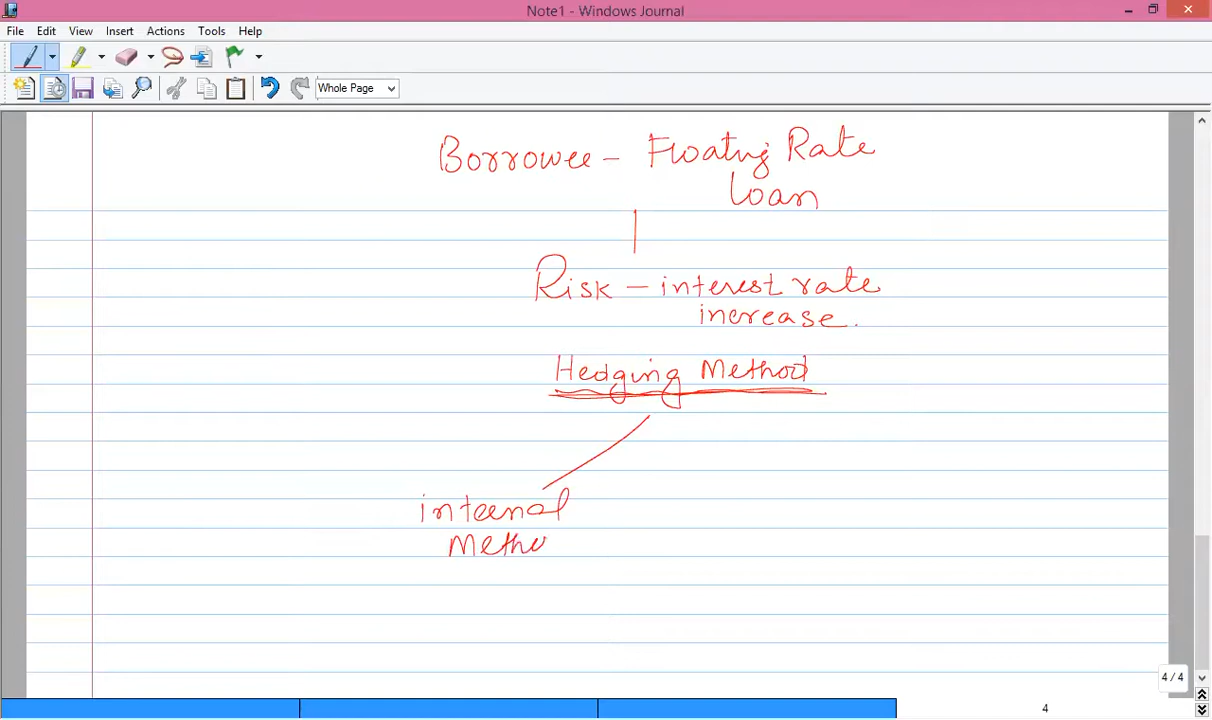 Note1 - Windows Journal
File Edit View Insert Actions Tools Help
Whole Page
Borrower - Floating Rate
loan
Risk - interest rate
increase.
Hedging Method
internal
Metho
4 / 4
4